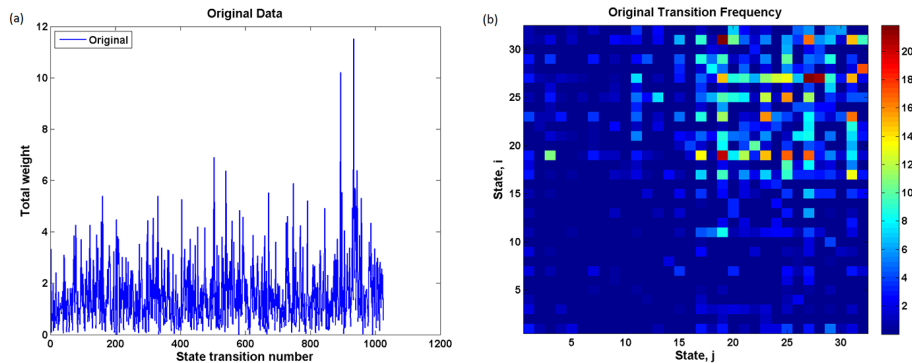 (a)
Original Data
Original
Total weight
12
10
8
6
4
2
0
0 200 400 600 800 1000 1200
State transition number
(b)
Original Transition Frequency
State, i
30
25
20
15
10
5
5 10 15 20 25 30
State, j
20
18
16
14
12
10
8
6
4
2